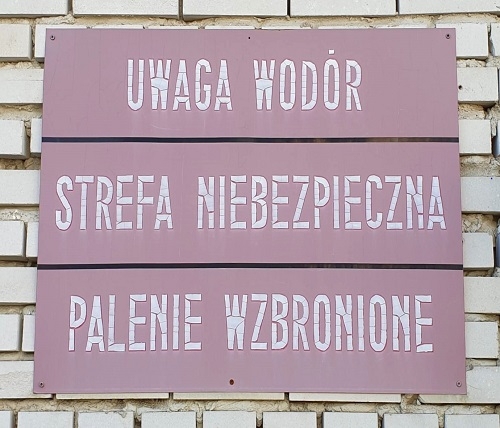 UWAGA WODÓR
STREFA NIEBEZPIECZNA
PALENIE WZBRONIONE